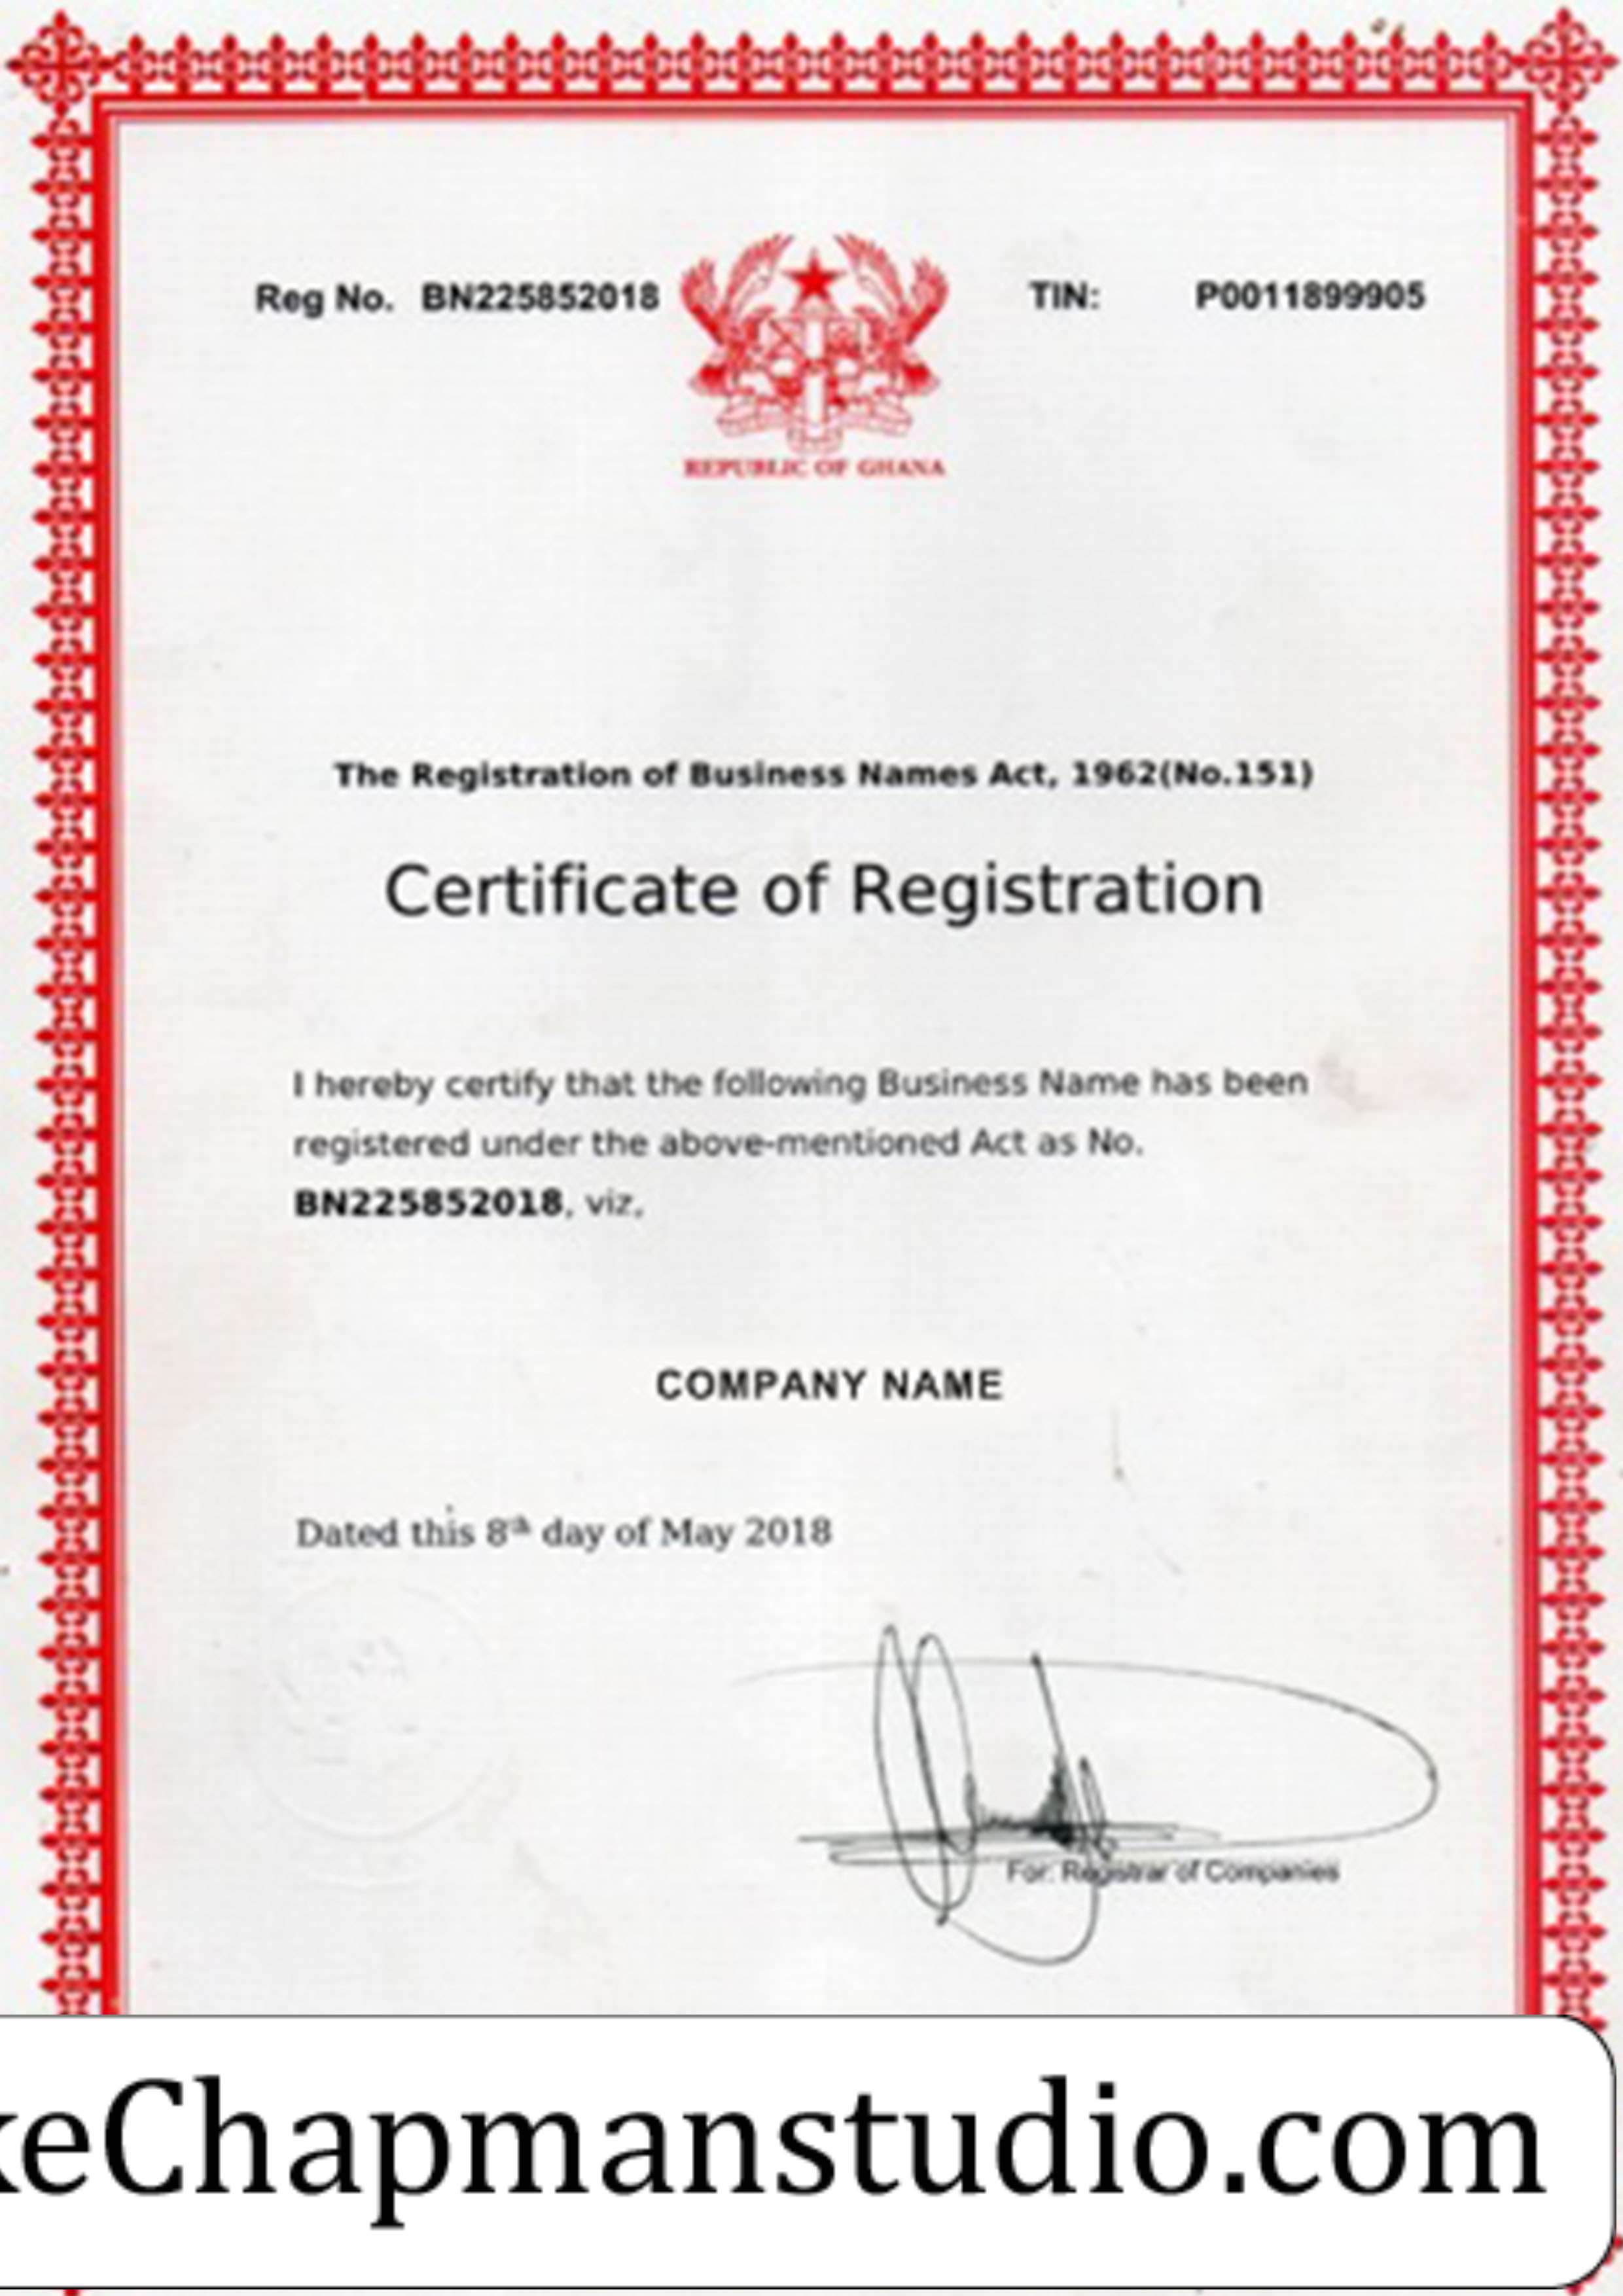 Reg No. BN225852018 TIN: P0011899905
REPUBLIC OF GHANA
The Registration of Business Names Act, 1962(No.151)
Certificate of Registration
I hereby certify that the following Business Name has been
registered under the above-mentioned Act as No.
BN225852018, viz,
COMPANY NAME
Dated this 8th day of May 2018
For: Registrar of Companies
keChapmanstudio.com